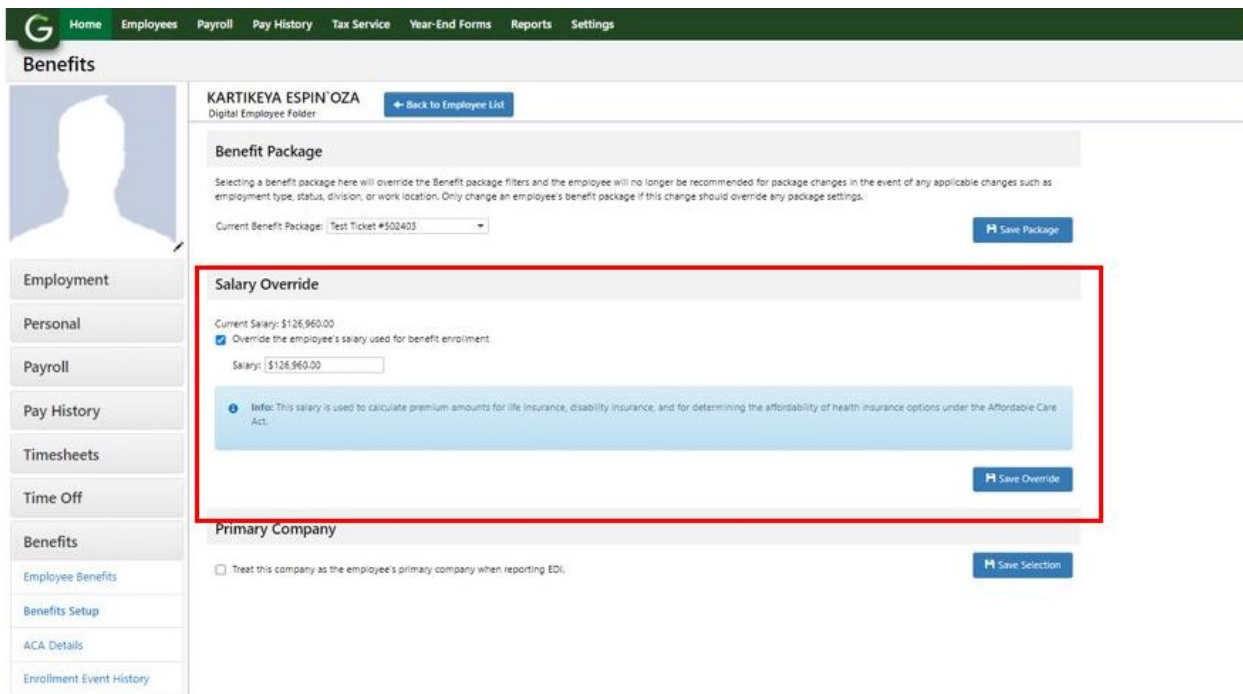 G Home Employees Payroll Pay History Tax Service Year-End Forms Reports Settings
Benefits
KARTIKEYA ESPIN`OZA
Digital Employee Folder
Back to Employee List
Benefit Package
Selecting a benefit package here will override the Benefit package filters and the employee will no longer be recommended for package changes in the event of any applicable changes such as
employment type, status, division, or work location. Only change an employee's benefit package if this change should override any package settings.
Current Benefit Package: Test Ticket #502403
Save Package
Employment
Personal
Payroll
Pay History
Timesheets
Time Off
Benefits
Employee Benefits
Benefits Setup
ACA Details
Enrollment Event History
Salary Override
Current Salary: $126,960.00
Override the employee's salary used for benefit enrollment
Salary: $126,960.00
Info: This salary is used to calculate premium amounts for life insurance, disability insurance, and for determining the affordability of health insurance options under the Affordable Care
Act.
Save Override
Primary Company
Treat this company as the employee's primary company when reporting EDI.
Save Selection